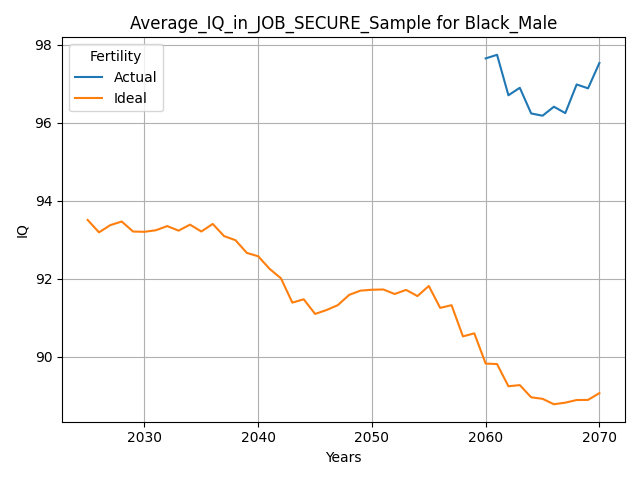 Average_IQ_in_JOB_SECURE_Sample for Black_Male
Fertility
Actual
Ideal
98
96
94
92
90
IQ
2030 2040 2050 2060 2070
Years